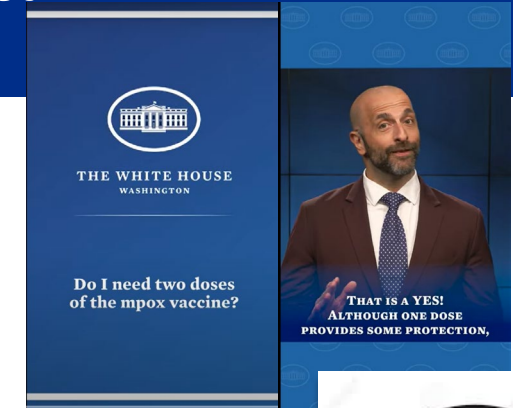 THE WHITE HOUSE
WASHINGTON
Do I need two doses
of the mpox vaccine?
THAT IS A YES!
ALTHOUGH ONE DOSE
PROVIDES SOME PROTECTION,